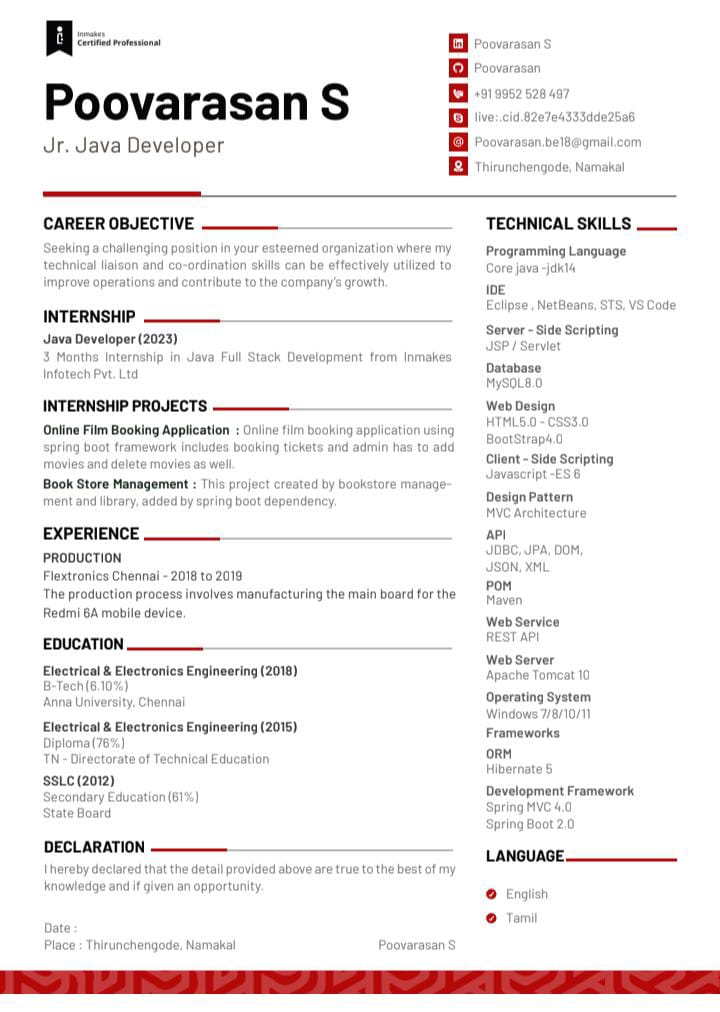 Inmakes
Certified Professional
Poovarasan S
Jr. Java Developer
Poovarasan S
Poovarasan
+91 9952 528 497
live:.cid.82e7e4333dde25a6
Poovarasan.be18@gmail.com
Thirunchengode, Namakal
CAREER OBJECTIVE
Seeking a challenging position in your esteemed organization where my
technical liaison and co-ordination skills can be effectively utilized to
improve operations and contribute to the company's growth.
INTERNSHIP
Java Developer (2023)
3 Months Internship in Java Full Stack Development from Inmakes
Infotech Pvt. Ltd
INTERNSHIP PROJECTS
Online Film Booking Application : Online film booking application using
spring boot framework includes booking tickets and admin has to add
movies and delete movies as well.
Book Store Management : This project created by bookstore manage-
ment and library, added by spring boot dependency.
EXPERIENCE
PRODUCTION
Flextronics Chennai - 2018 to 2019
The production process involves manufacturing the main board for the
Redmi 6A mobile device.
EDUCATION
Electrical & Electronics Engineering (2018)
B-Tech (6.10%)
Anna University, Chennai
Electrical & Electronics Engineering (2015)
Diploma (76%)
TN - Directorate of Technical Education
SSLC (2012)
Secondary Education (61%)
State Board
DECLARATION
I hereby declared that the detail provided above are true to the best of my
knowledge and if given an opportunity.
Date :
Place : Thirunchengode, Namakal
Poovarasan S
TECHNICAL SKILLS
Programming Language
Core java -jdk14
IDE
Eclipse , NetBeans, STS, VS Code
Server - Side Scripting
JSP / Servlet
Database
MySQL8.0
Web Design
HTML5.0 - CSS3.0
BootStrap4.0
Client - Side Scripting
Javascript -ES 6
Design Pattern
MVC Architecture
API
JDBC, JPA, DOM,
JSON, XML
POM
Maven
Web Service
REST API
Web Server
Apache Tomcat 10
Operating System
Windows 7/8/10/11
Frameworks
ORM
Hibernate 5
Development Framework
Spring MVC 4.0
Spring Boot 2.0
LANGUAGE
English
Tamil